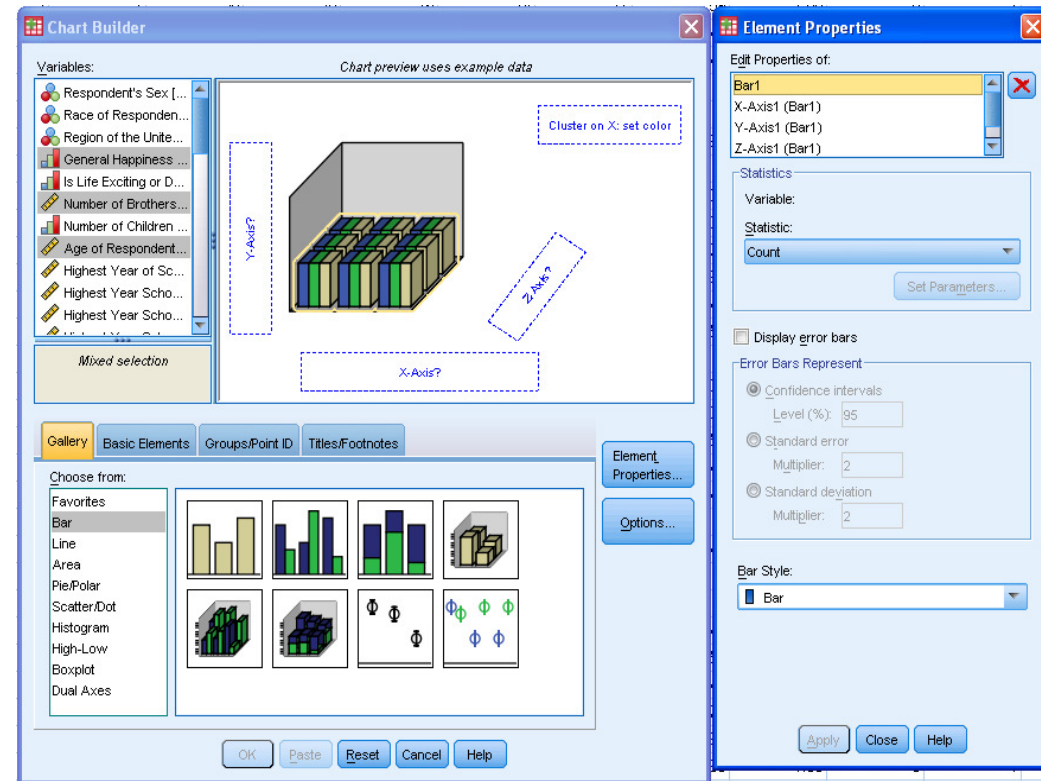 Chart Builder
Variables:
Chart preview uses example data
Respondent's Sex [...
Race of Responden...
Region of the Unite...
General Happiness ...
Is Life Exciting or D...
Number of Brothers...
Number of Children ...
Age of Respondent...
Highest Year of Sc...
Highest Year Scho...
Highest Year Scho...
Mixed selection
Cluster on X: set color
Y-Axis?
Z-Axis?
X-Axis?
Gallery
Basic Elements
Groups/Point ID
Titles/Footnotes
Choose from:
Favorites
Bar
Line
Area
Pie/Polar
Scatter/Dot
Histogram
High-Low
Boxplot
Dual Axes
Element
Properties...
Options...
OK
Paste
Reset
Cancel
Help
Element Properties
Edit Properties of:
Bar1
X-Axis1 (Bar1)
Y-Axis1 (Bar1)
Z-Axis1 (Bar1)
Statistics
Variable:
Statistic:
Count
Set Parameters...
Display error bars
Error Bars Represent
Confidence intervals
Level (%): 95
Standard error
Multiplier: 2
Standard deviation
Multiplier: 2
Bar Style:
Bar
Apply
Close
Help